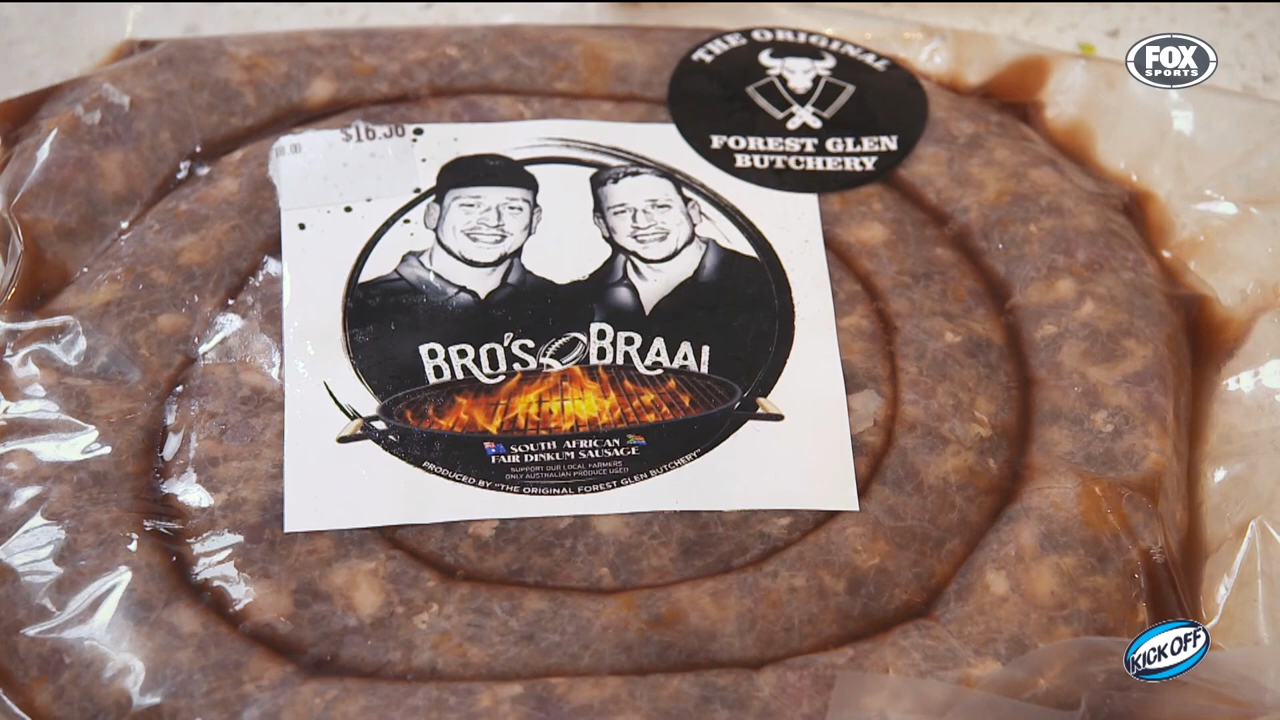 FOX
SPORTS
THE ORIGINAL
FOREST GLEN
BUTCHERY
BRO'S BRAAI
SOUTH AFRICAN
FAIR DINKUM SAUSAGE
SUPPORT OUR LOCAL FARMERS
ONLY AUSTRALIAN PRODUCE USED
PRODUCED BY "THE ORIGINAL FOREST GLEN BUTCHERY"
KICK OFF